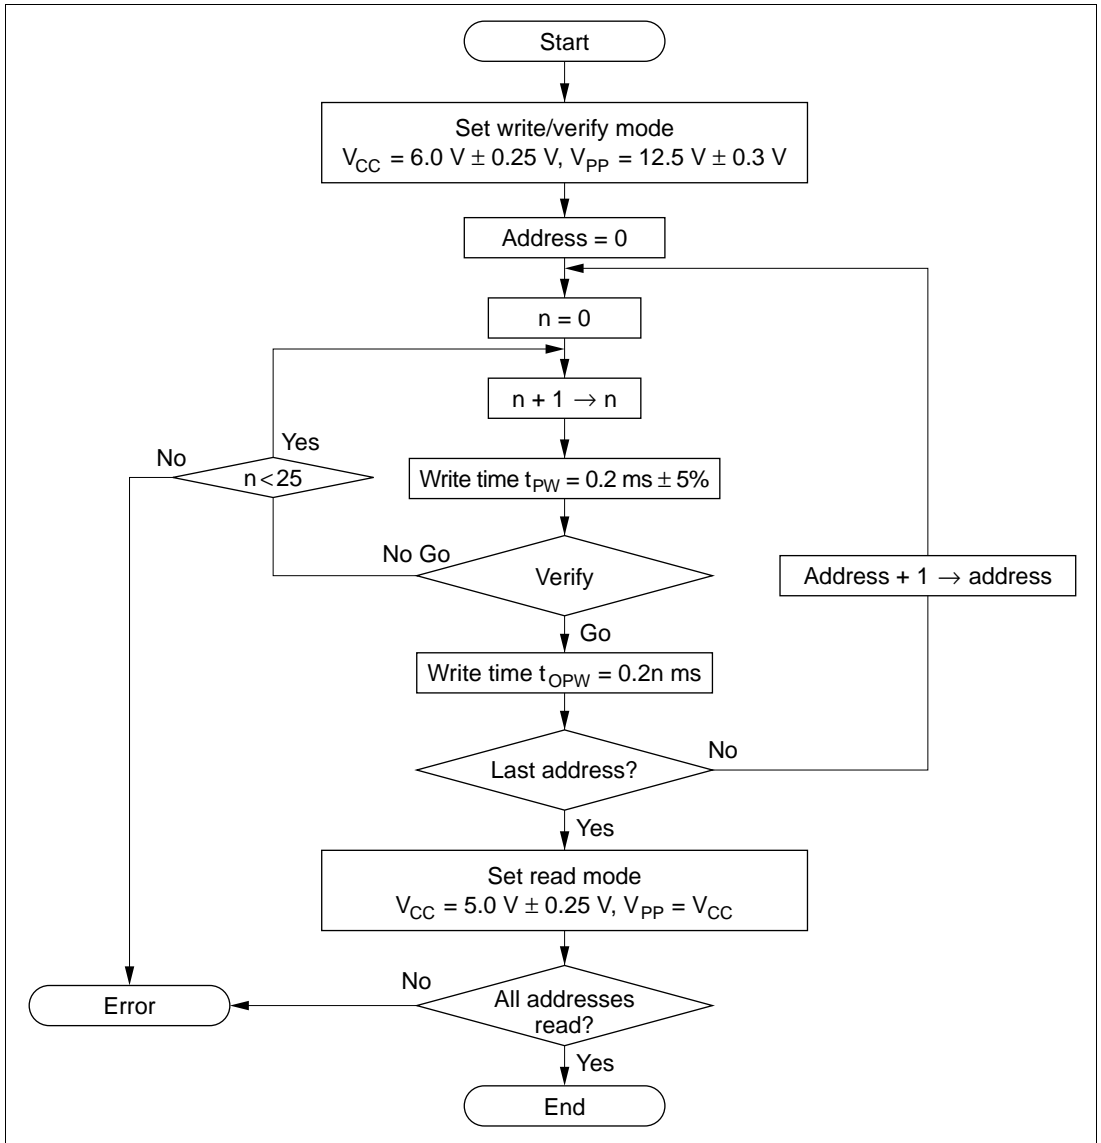 Start
Set write/verify mode
VCC = 6.0 V ± 0.25 V, VPP = 12.5 V ± 0.3 V
Address = 0
n = 0
n + 1 → n
Yes
No
n < 25
Write time tPW = 0.2 ms ± 5%
No Go
Verify
Address + 1 → address
Go
Write time tOPW = 0.2n ms
No
Last address?
Yes
Set read mode
VCC = 5.0 V ± 0.25 V, VPP = VCC
No
Error
All addresses
read?
Yes
End